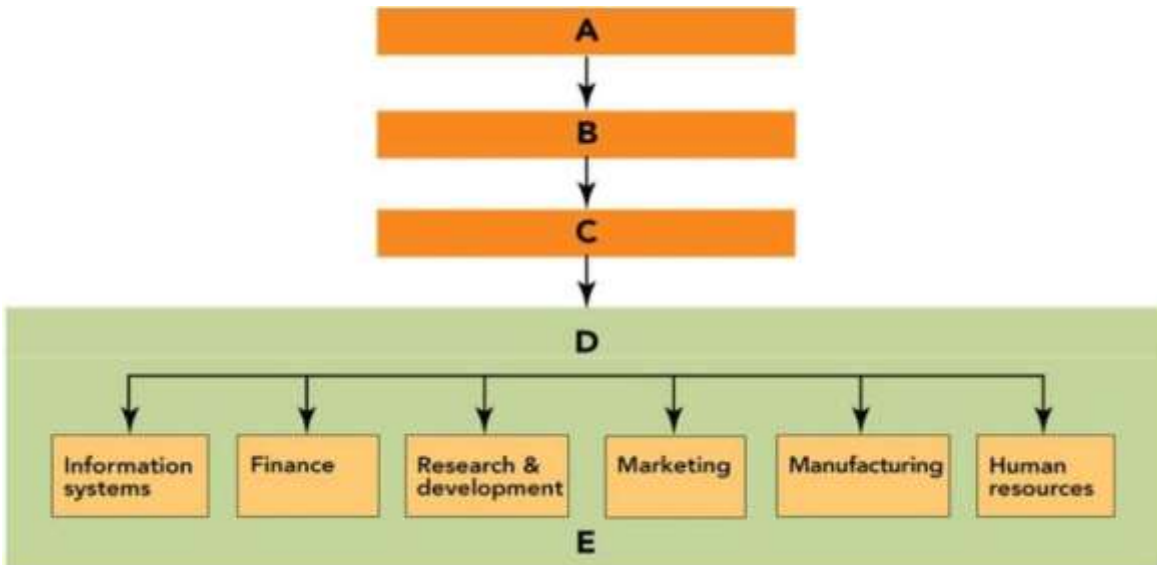 A
B
C
D
Information
systems
Finance
Research &
development
Marketing
Manufacturing
Human
resources
E